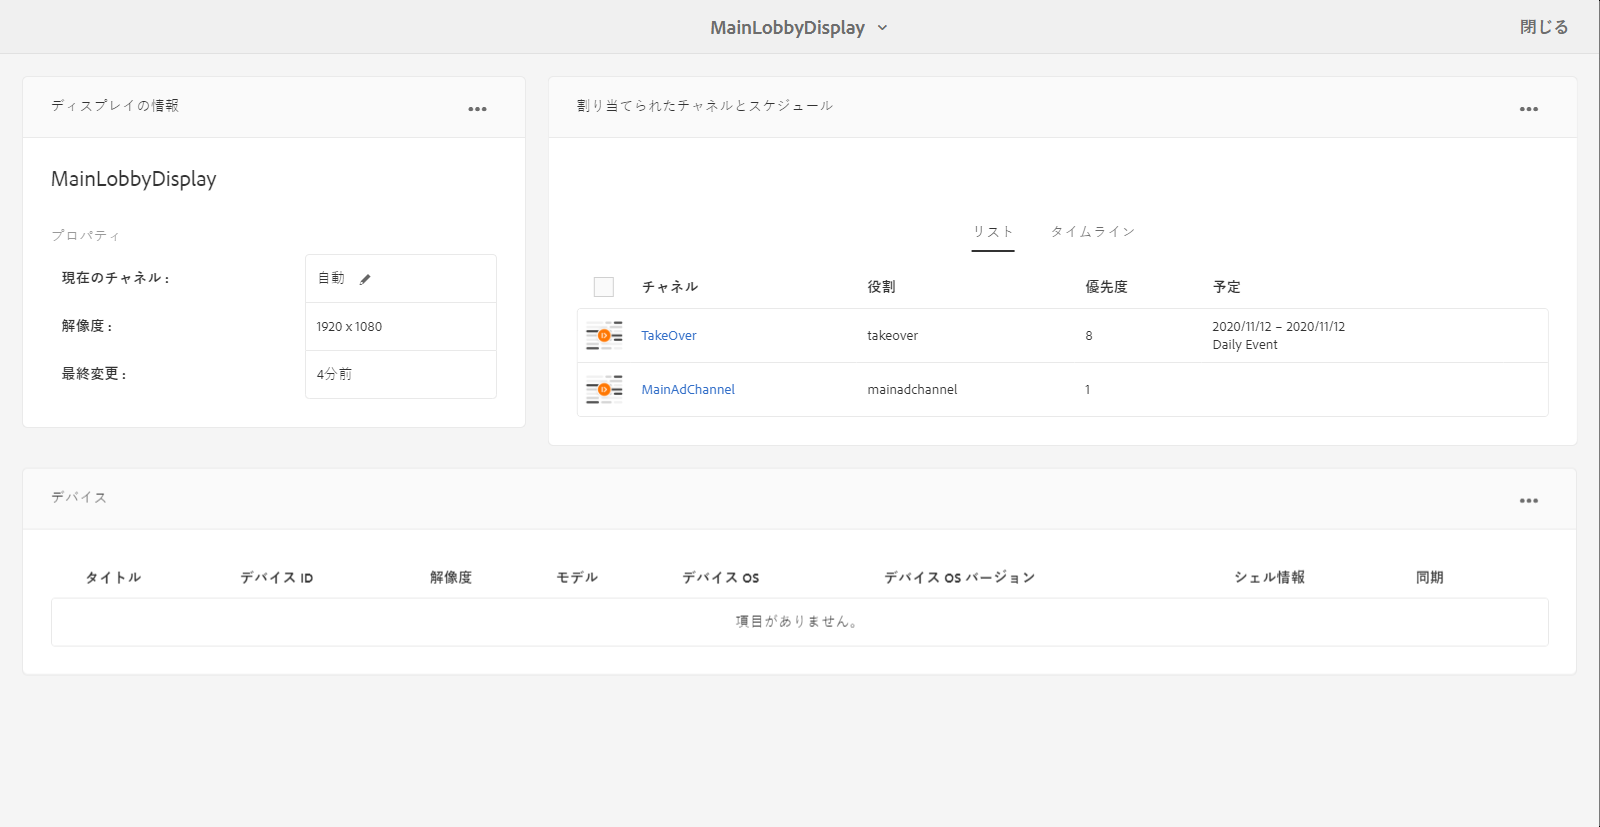 MainLobbyDisplay
閉じる
ディスプレイの情報
MainLobbyDisplay
プロパティ
現在のチャネル :
自動
解像度 :
1920 x 1080
最終変更 :
4分前
割り当てられたチャネルとスケジュール
リスト
タイムライン
チャネル
役割
優先度
予定
TakeOver
takeover
8
2020/11/12 – 2020/11/12
Daily Event
MainAdChannel
mainadchannel
1
デバイス
タイトル
デバイス ID
解像度
モデル
デバイス OS
デバイス OS バージョン
シェル情報
同期
項目がありません。